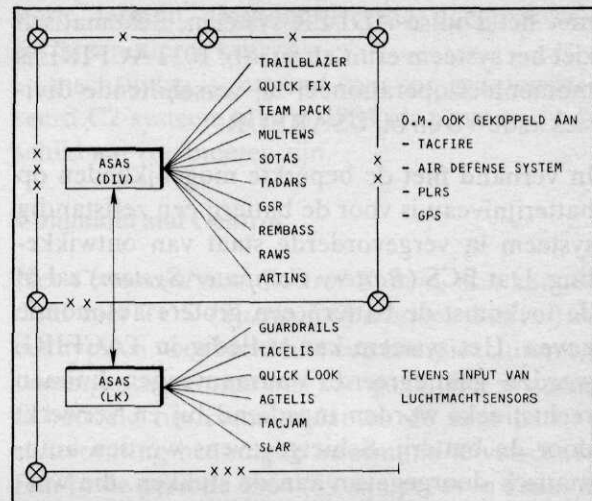 x
x
TRAILBLAZER
QUICK FIX
TEAM PACK
MULTEWS
SOTAS
TADARS
GSR
REMBASS
RAWS
ARTINS
O.M. OOK GEKOPPELD AAN
- TACFIRE
- AIR DEFENSE SYSTEM
- PLRS
- GPS
x
x
ASAS
(DIV)
x
x
x x
GUARDRAILS
TACELIS
QUICK LOOK
AGTELIS
TACJAM
SLAR
ASAS
(LK)
TEVENS INPUT VAN
LUCHTMACHTSENSORS
xxx